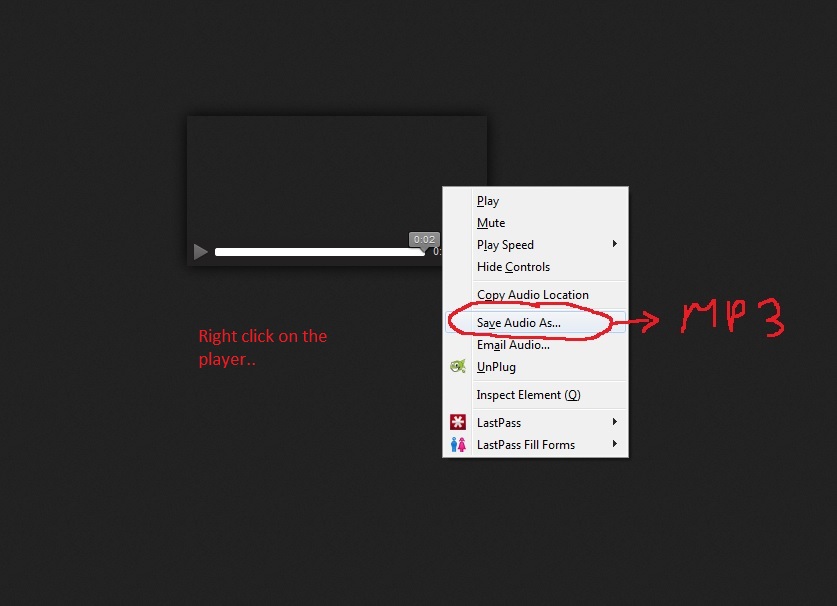 Play
Mute
Play Speed
Hide Controls
0:02
0:
Copy Audio Location
Save Audio As...
MP3
Right click on the
player..
Email Audio...
UnPlug
Inspect Element (Q)
LastPass
LastPass Fill Forms